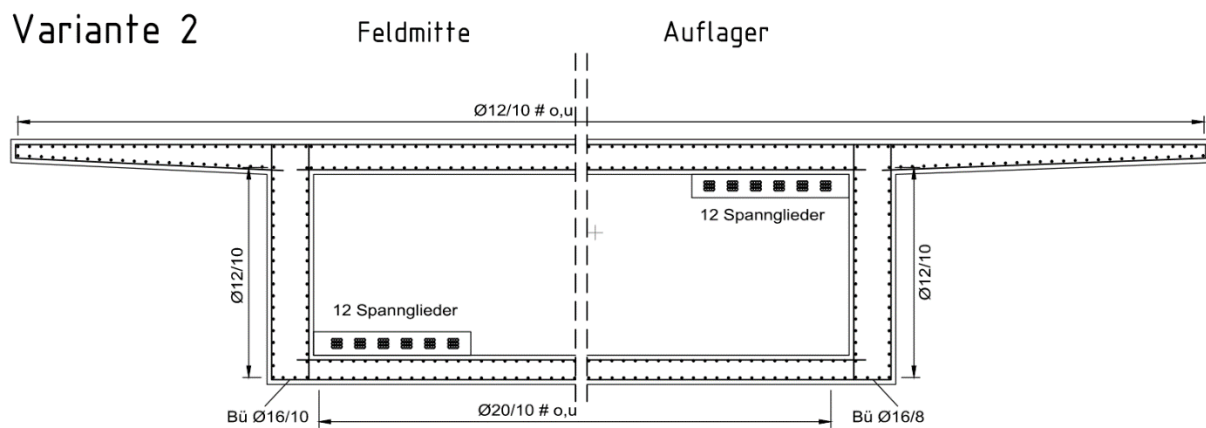 Variante 2
Feldmitte
Auflager
Ø12/10 # o,u
12 Spannglieder
Ø12/10
Ø12/10
12 Spannglieder
Bü Ø16/10
Ø20/10 # o,u
Bü Ø16/8